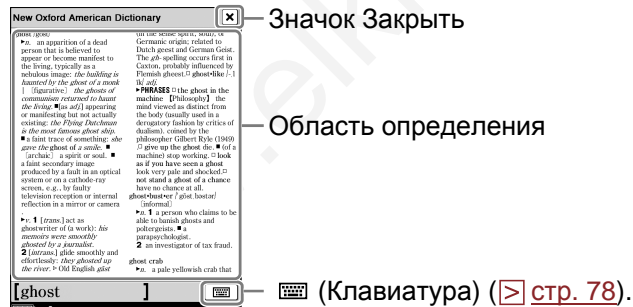 New Oxford American Dictionary
Значок Закрыть
ghost /gōst/
▸n. an apparition of a dead
person that is believed to
appear or become manifest to
the living, typically as a
nebulous image: the building is
haunted by the ghost of a monk
| 〔figurative〕 the ghosts of
communism returned to haunt
the living. ■[as adj.] appearing
or manifesting but not actually
existing: the Flying Dutchman
is the most famous ghost ship.
■ a faint trace of something: she
gave the ghost of a smile. ■
〔archaic〕 a spirit or soul. ■
a faint secondary image
produced by a fault in an optical
system or on a cathode-ray
screen, e.g., by faulty
television reception or internal
reflection in a mirror or camera
.
▸v. 1 [trans.] act as
ghostwriter of (a work): his
memoirs were smoothly
ghosted by a journalist.
2 [intrans.] glide smoothly and
effortlessly: they ghosted up
the river. ▹ Old English gāst
(in the sense spirit, soul), of
Germanic origin; related to
Dutch geest and German Geist.
The gh- spelling occurs first in
Caxton, probably influenced by
Flemish gheest. □ ghost•like /-ˌl
īk/ adj.
▸PHRASES □ the ghost in the
machine 【Philosophy】 the
mind viewed as distinct from
the body (usually used in a
derogatory fashion by critics of
dualism). coined by the
philosopher Gilbert Ryle (1949)
. □ give up the ghost die. ■ (of a
machine) stop working. □ look
as if you have seen a ghost
look very pale and shocked. □
not stand a ghost of a chance
have no chance at all.
ghost•bust•er /ˈgōstˌbəstər/
〔informal〕
▸n. 1 a person who claims to be
able to banish ghosts and
poltergeists. ■ a
parapsychologist.
2 an investigator of tax fraud.
ghost crab
▸n. a pale yellowish crab that
Область определения
[ghost ]
(Клавиатура) (> стр. 78).